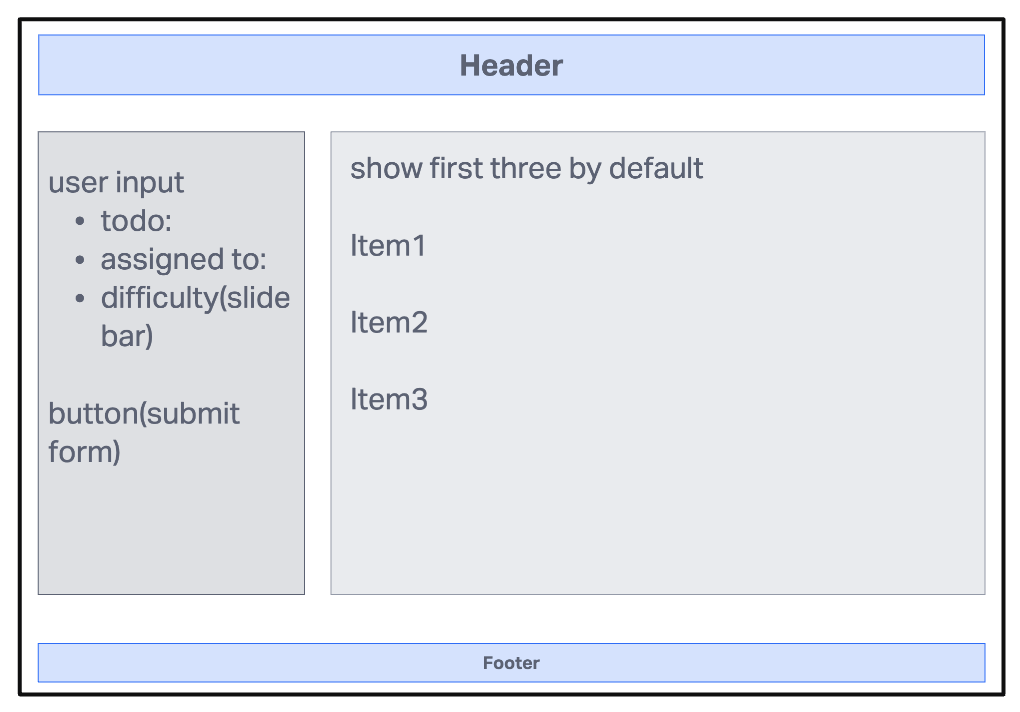 Header
user input
• todo:
• assigned to:
• difficulty(slide
bar)
button(submit
form)
show first three by default
Item1
Item2
Item3
Footer